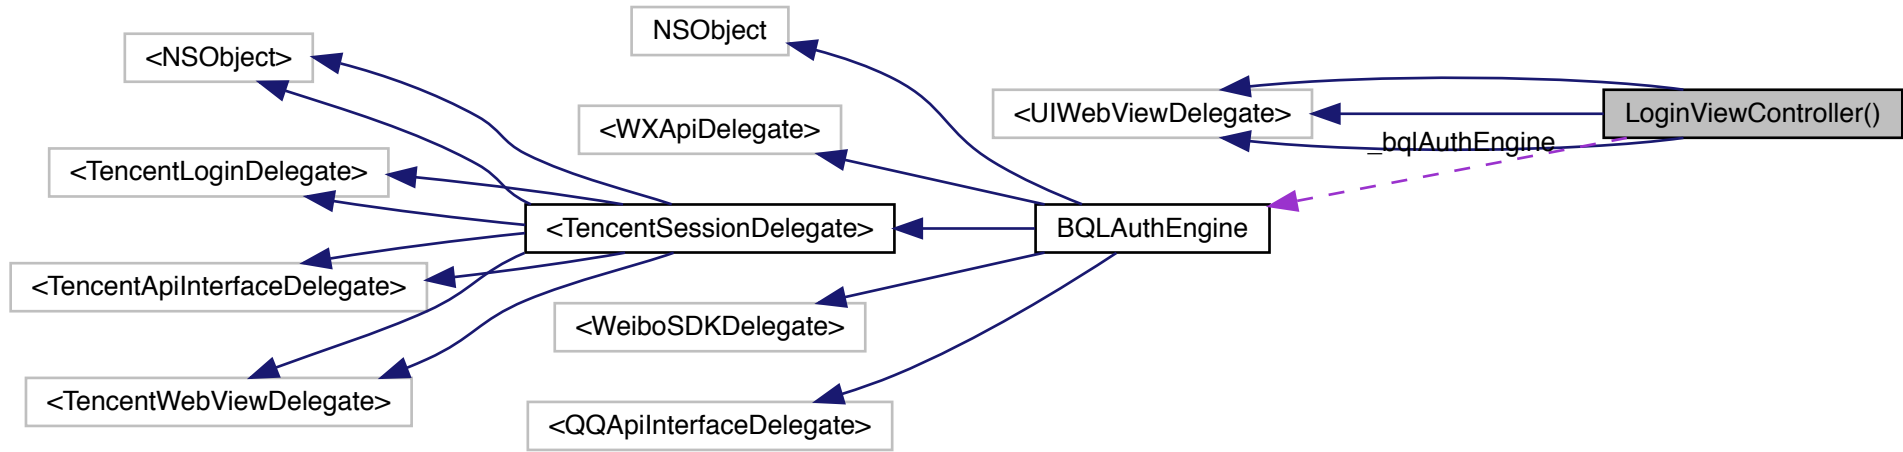 NSObject
<NSObject>
<UIWebViewDelegate>
LoginViewController()
<WXApiDelegate>
_bqlAuthEngine
<TencentLoginDelegate>
<TencentSessionDelegate>
BQLAuthEngine
<TencentApiInterfaceDelegate>
<WeiboSDKDelegate>
<TencentWebViewDelegate>
<QQApiInterfaceDelegate>